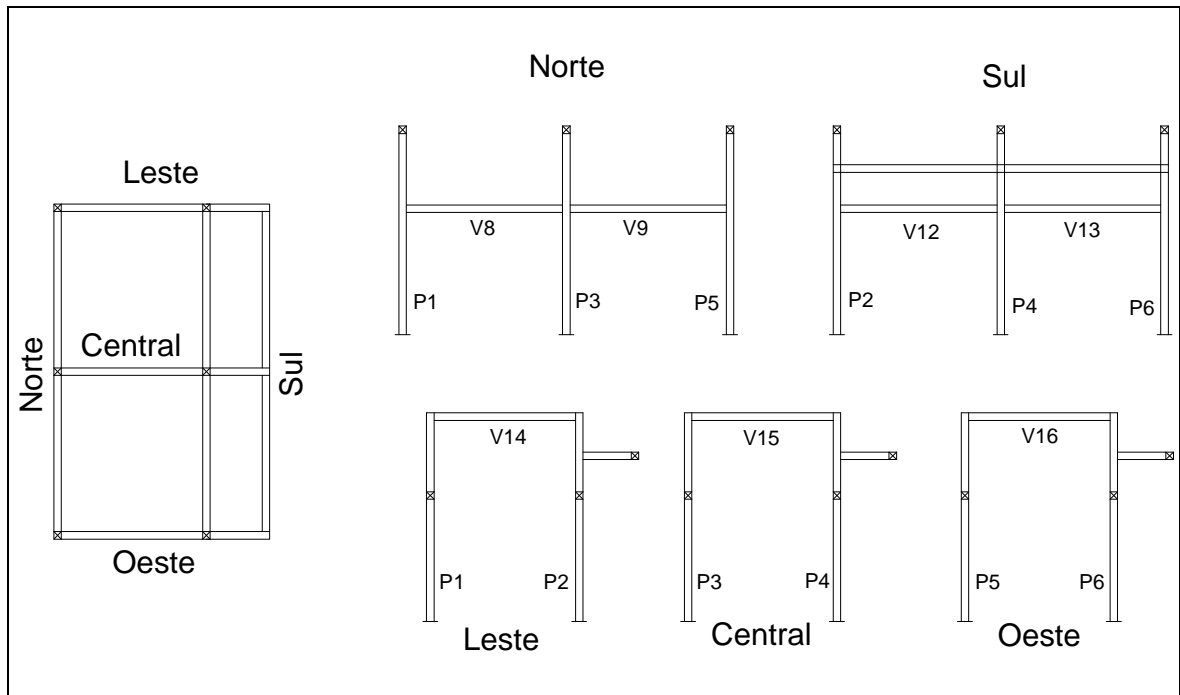 Norte
Sul
Leste
Norte
Central
Sul
Oeste
V8
V9
P1
P3
P5
V12
V13
P2
P4
P6
V14
V15
V16
P1
P2
P3
P4
P5
P6
Leste
Central
Oeste